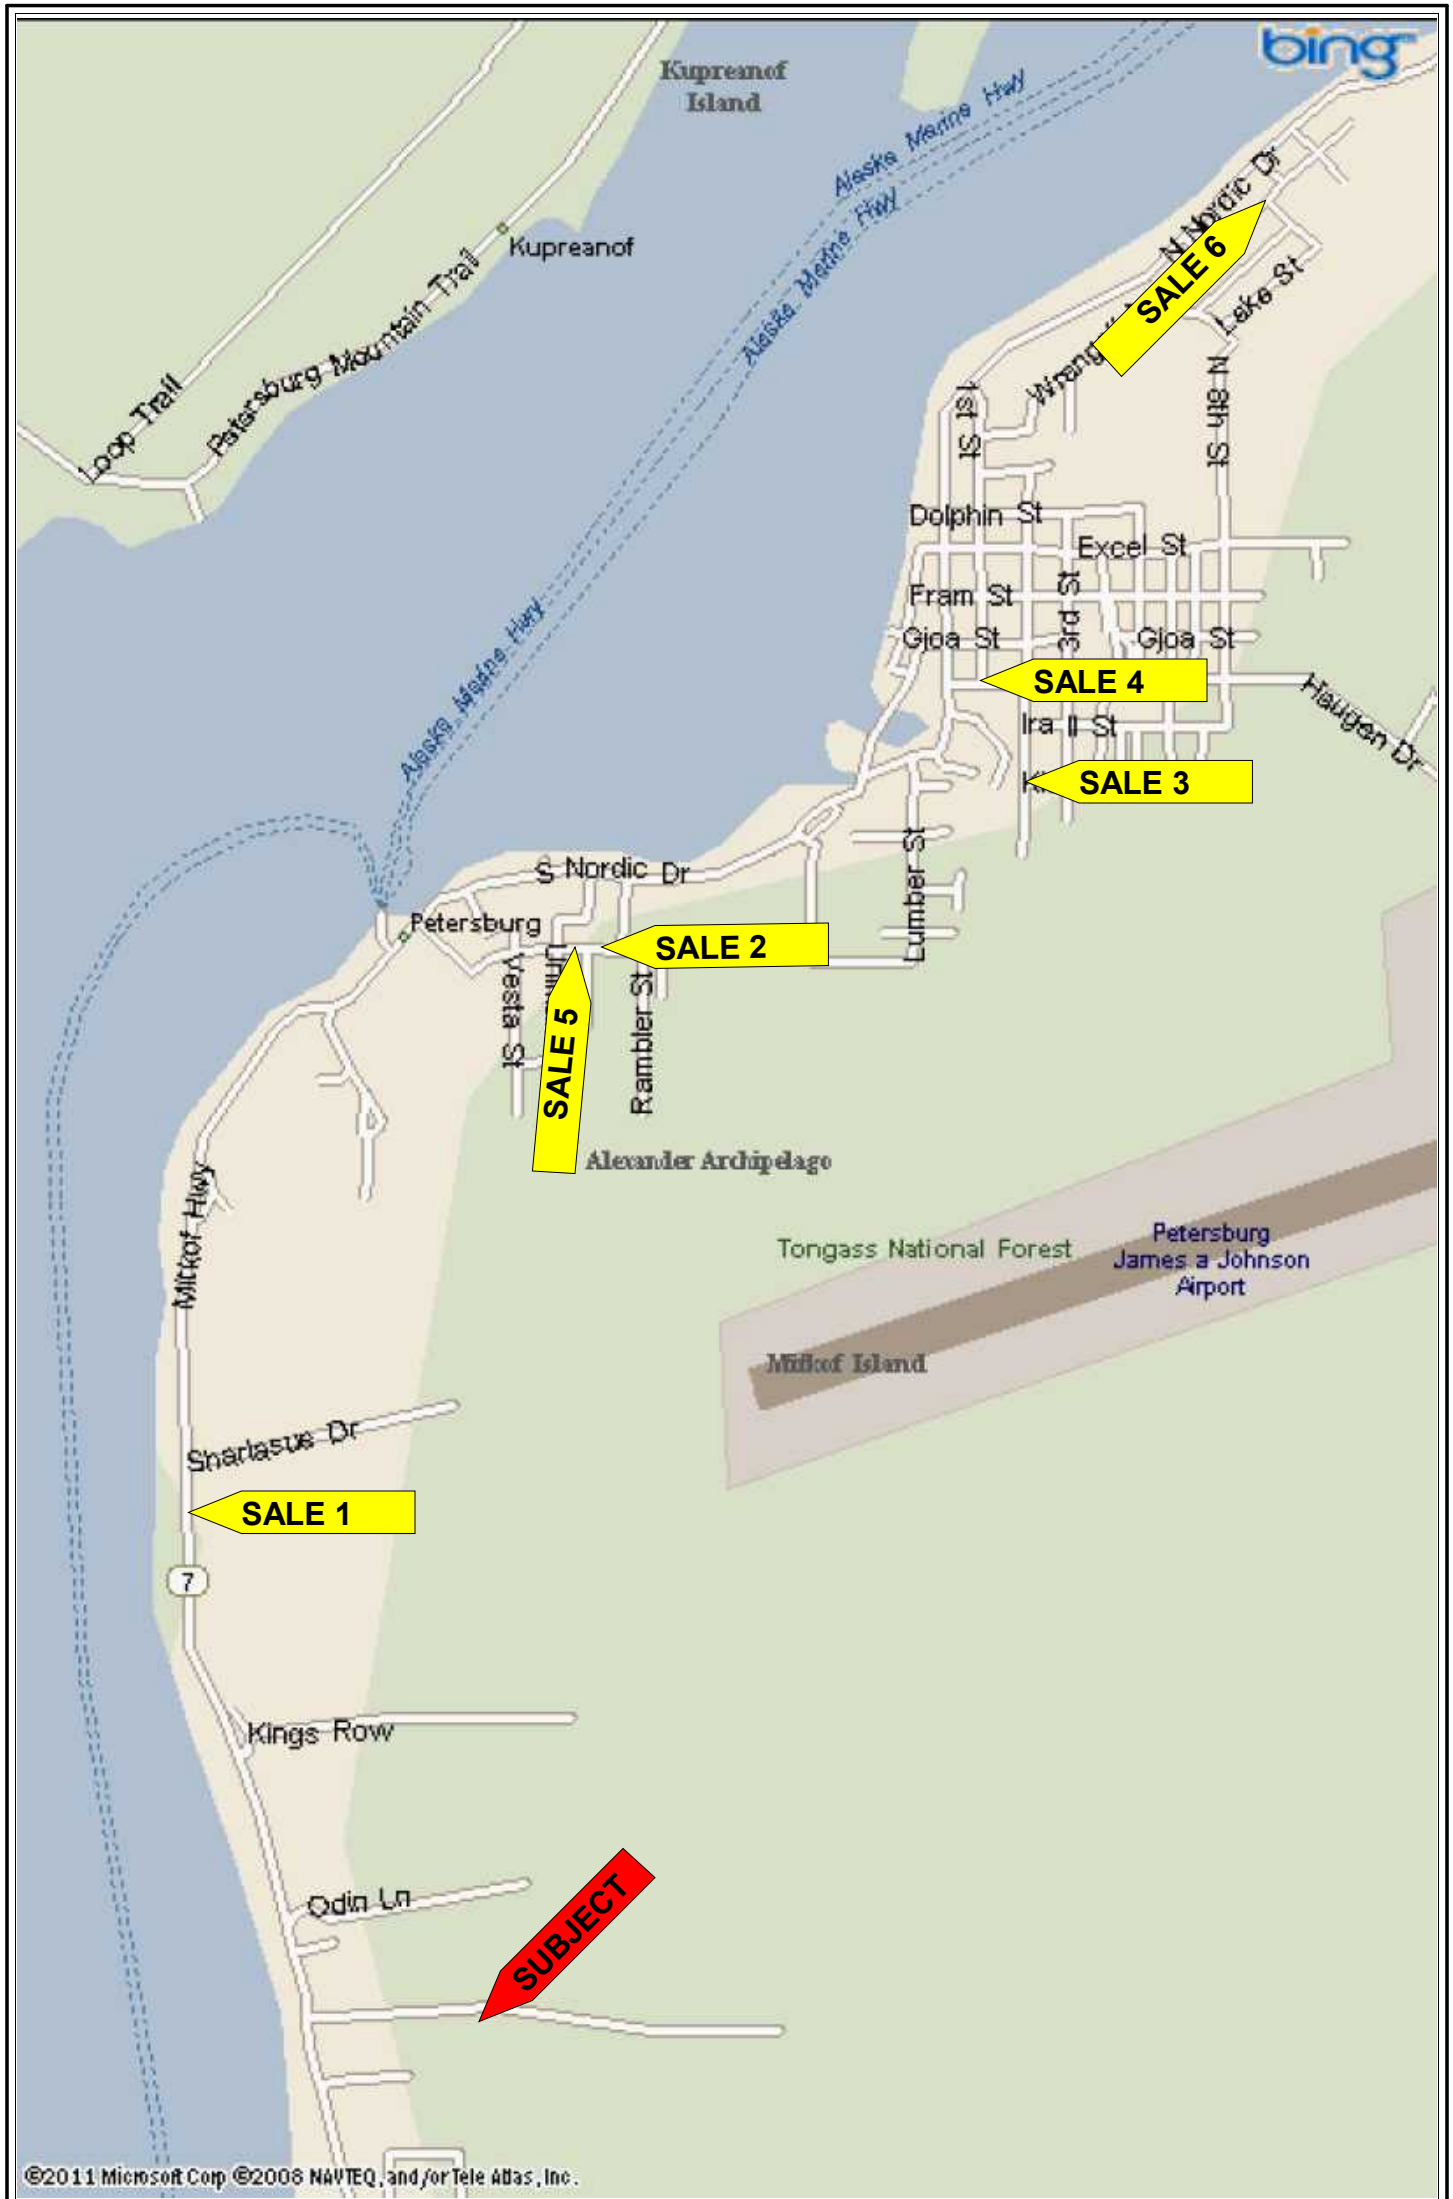 bing
Kupreanof
Island
Alaska Marine Hwy
Alaska Marine Hwy
N Nordic Dr
SALE 6
Kupreanof
Lake St
Petersburg Mountain Trail
Loop Trail
1st St
N 8th St
Dolphin St
Excel St
Fram St
3rd St
Gjoa St
Gjoa St
Alaska Marine Hwy
SALE 4
Haugen Dr
Ira II St
SALE 3
Lumber St
S Nordic Dr
Petersburg
SALE 2
Vesta St
SALE 5
Rambler St
Alexander Archipelago
Mitkof Hwy
Tongass National Forest
Petersburg
James a Johnson
Airport
Mitkof Island
Sharlasue Dr
SALE 1
7
Kings Row
Odin Ln
SUBJECT
©2011 Microsoft Corp ©2008 NAVTEQ, and/or Tele Atlas, Inc.